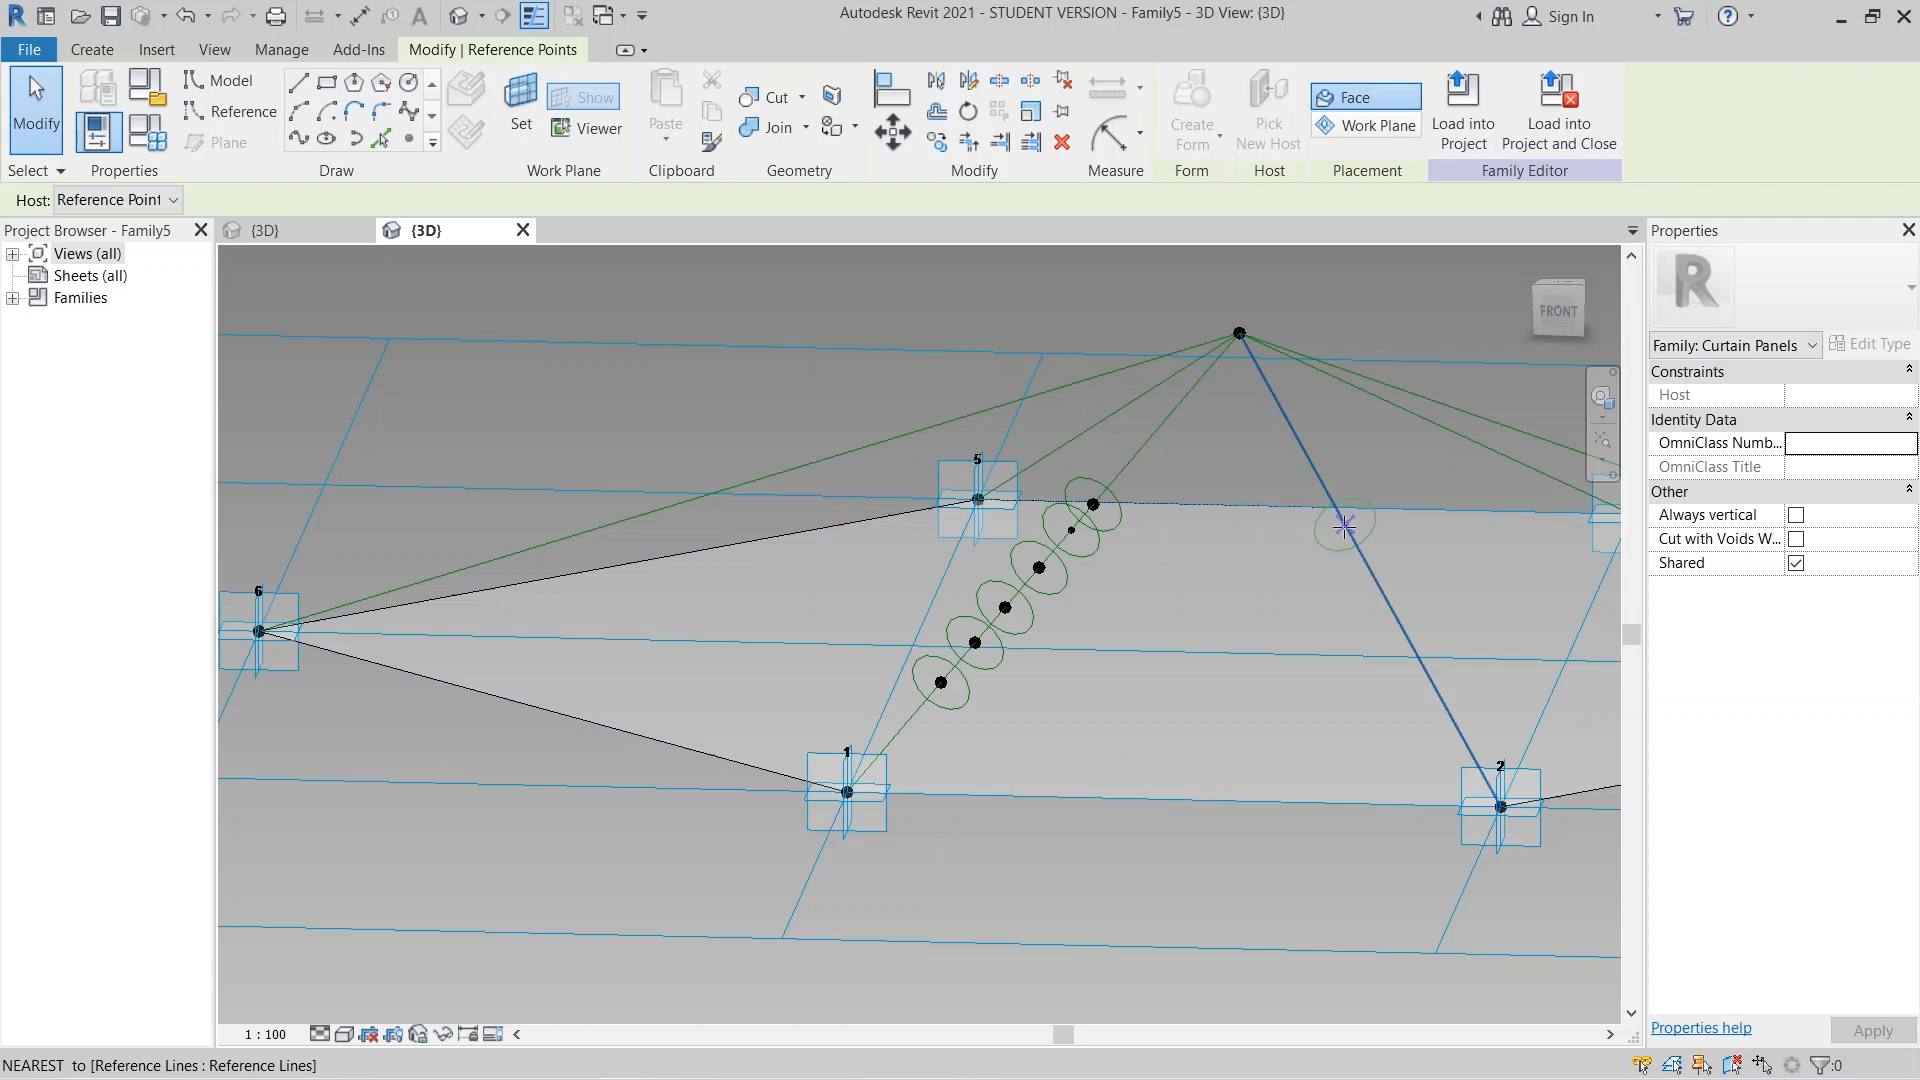 Autodesk Revit 2021 - STUDENT VERSION - Family5 - 3D View: {3D}
Sign In
File Create Insert View Manage Add-Ins Modify | Reference Points
Modify
Select
Properties
Model
Reference
Plane
Draw
Set
Show
Viewer
Work Plane
Paste
Clipboard
Cut
Join
Geometry
Modify
Measure
Create
Form
Form
Pick
New Host
Host
Face
Work Plane
Placement
Load into
Project
Load into
Project and Close
Family Editor
Host: Reference Point
Project Browser - Family5
Views (all)
Sheets (all)
Families
{3D}
{3D}
FRONT
5
6
1
2
Properties
R
Family: Curtain Panels
Edit Type
Constraints
Host
Identity Data
OmniClass Numb...
OmniClass Title
Other
Always vertical
Cut with Voids W...
Shared
Properties help
Apply
1 : 100
NEAREST to [Reference Lines : Reference Lines]
:0